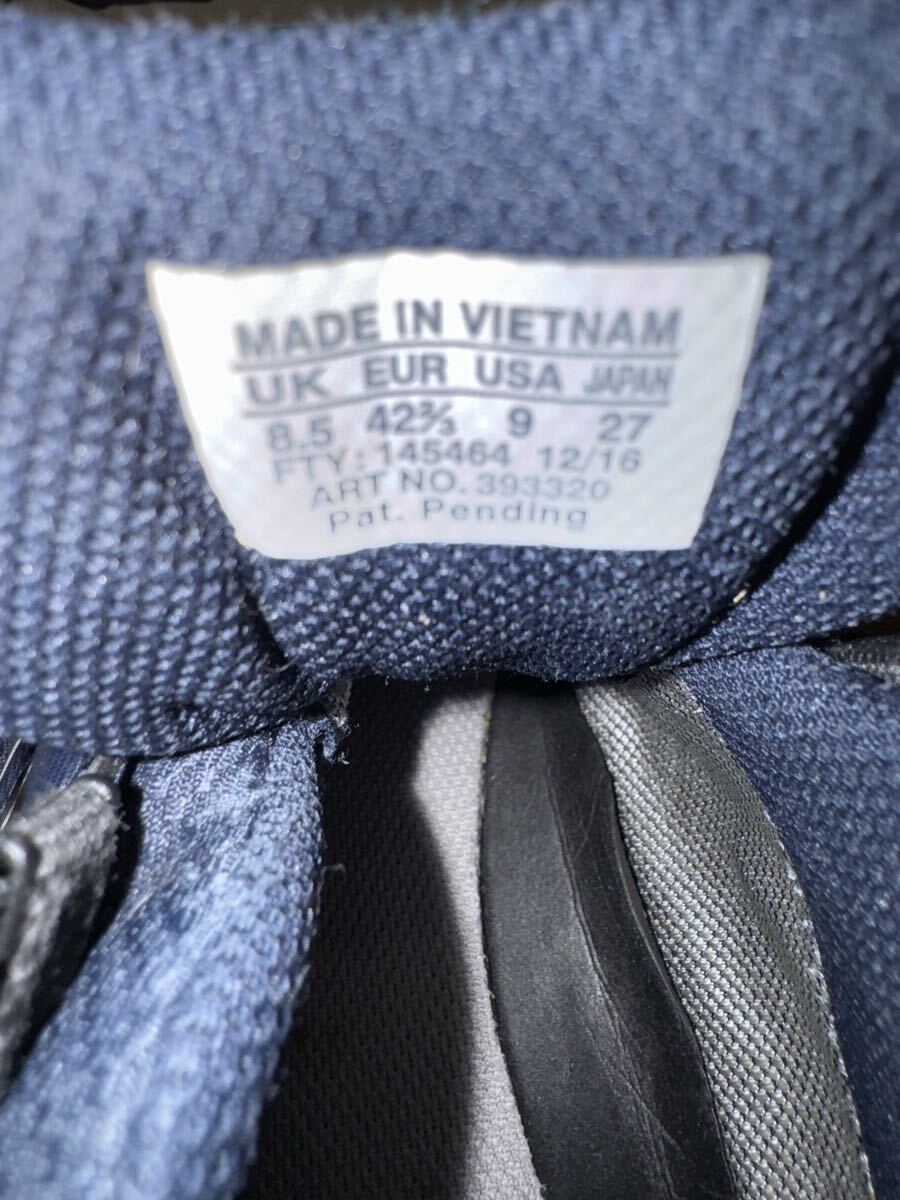 MADE IN VIETNAM
UK EUR USA JAPAN
8.5 42⅔ 9 27
FTY: 145464 12/16
ART NO. 393320
Pat. Pending